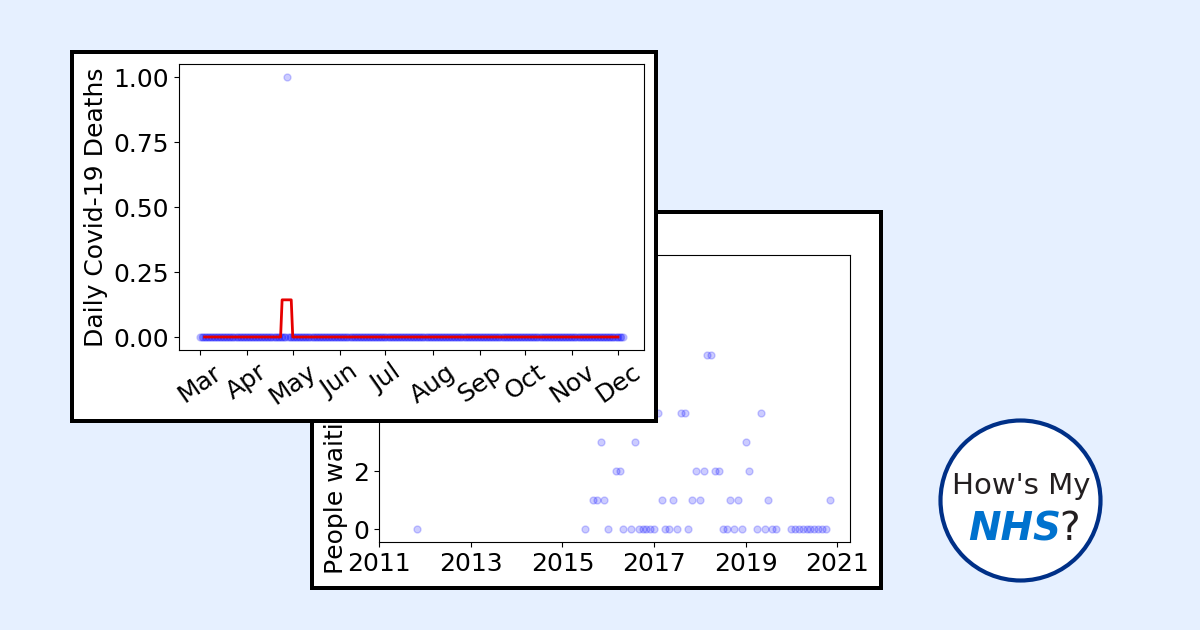 Daily Covid-19 Deaths
1.00
0.75
0.50
0.25
0.00
Mar Apr May Jun Jul Aug Sep Oct Nov Dec
People
2
0
2011 2013 2015 2017 2019 2021
How's My
NHS?